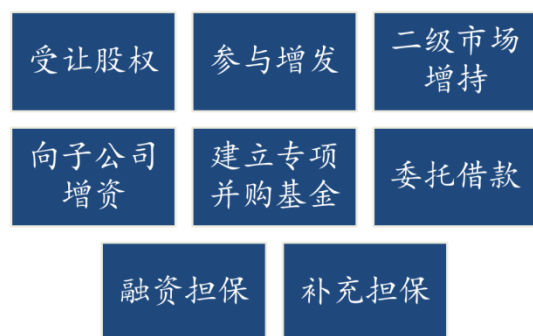 受让股权
参与增发
二级市场
增持
向子公司
增资
建立专项
并购基金
委托借款
融资担保
补充担保